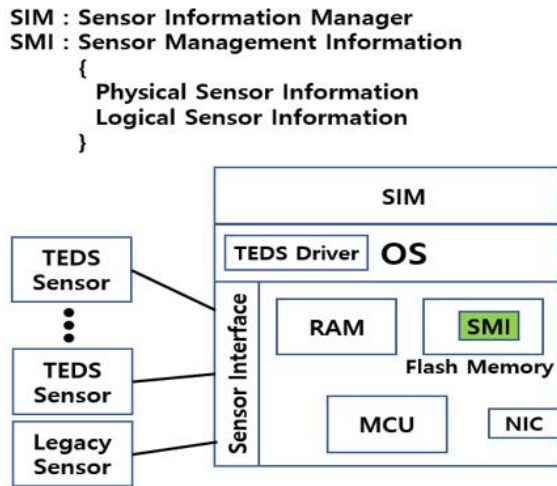 SIM : Sensor Information Manager
SMI : Sensor Management Information
{
Physical Sensor Information
Logical Sensor Information
}
SIM
TEDS Driver
OS
TEDS
Sensor
TEDS
Sensor
Legacy
Sensor
Sensor Interface
RAM
SMI
Flash Memory
MCU
NIC